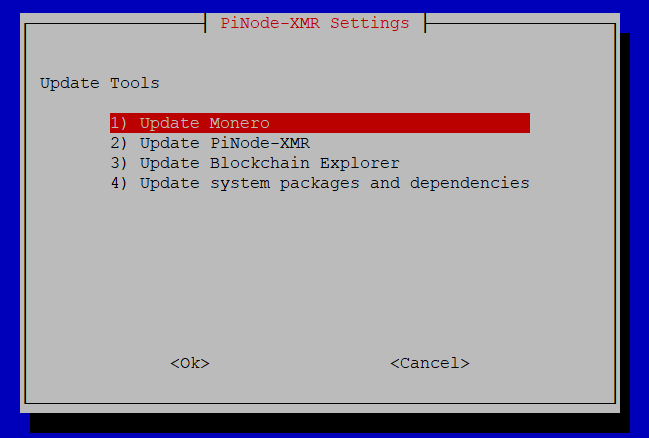 PiNode-XMR Settings
Update Tools
1) Update Monero
2) Update PiNode-XMR
3) Update Blockchain Explorer
4) Update system packages and dependencies
<Ok> <Cancel>